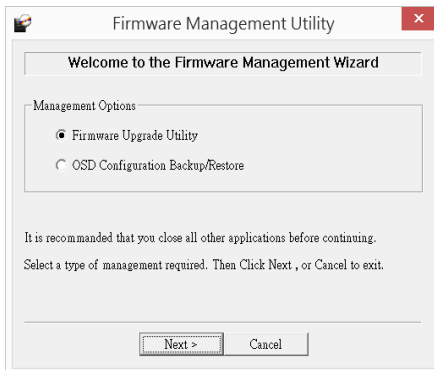 Firmware Management Utility
Welcome to the Firmware Management Wizard
Management Options
Firmware Upgrade Utility
OSD Configuration Backup/Restore
It is recommanded that you close all other applications before continuing.
Select a type of management required. Then Click Next , or Cancel to exit.
Next > Cancel